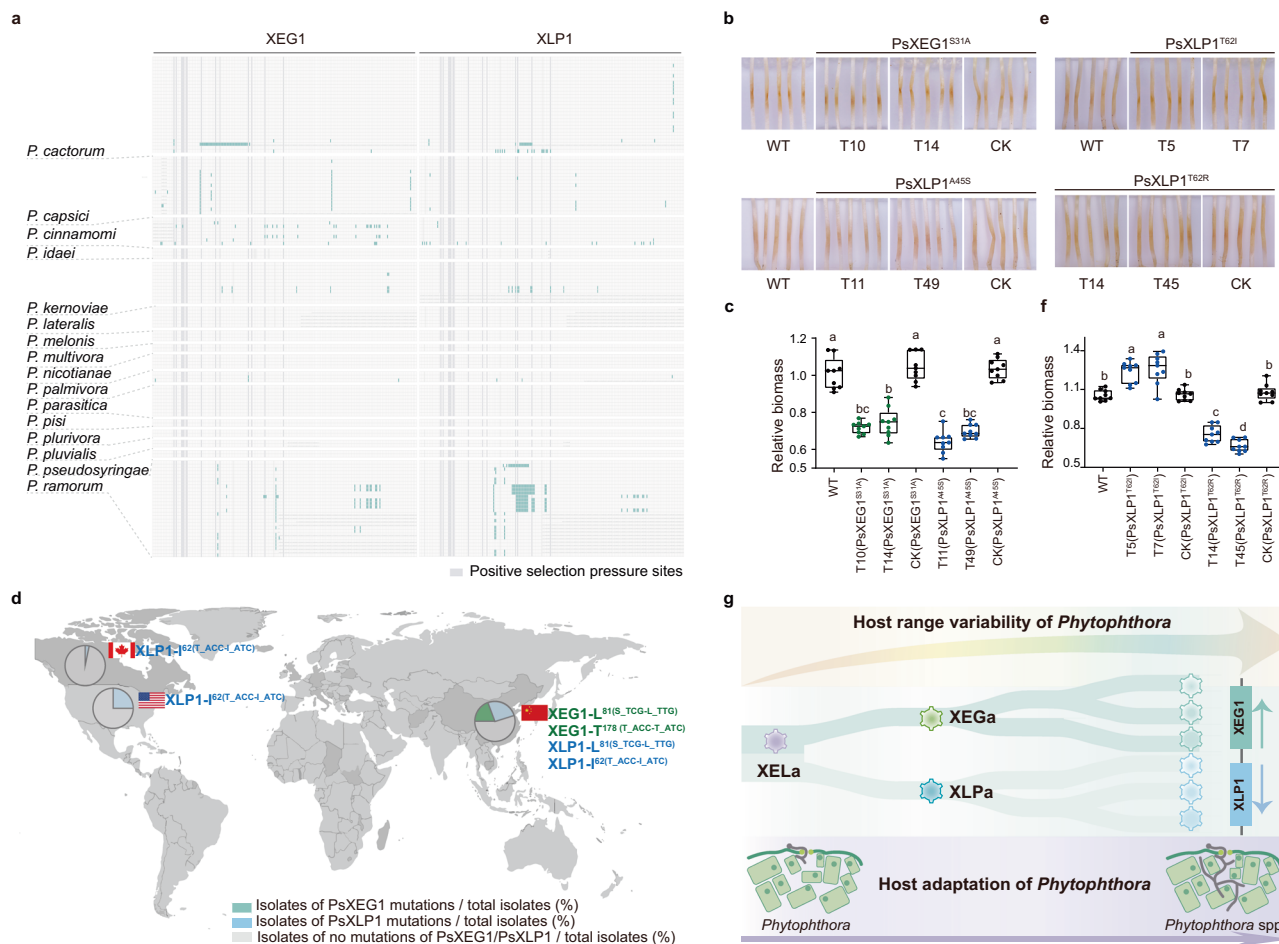 a
XEG1
XLP1
P. cactorum
P. capsici
P. cinnamomi
P. idaei
P. kernoviae
P. lateralis
P. melonis
P. multivora
P. nicotianae
P. palmivora
P. parasitica
P. pisi
P. plurivora
P. pluvialis
P. pseudosyringae
P. ramorum
Positive selection pressure sites
b
PsXEG1S31A
WT
T10
T14
CK
PsXLP1A45S
WT
T11
T49
CK
e
PsXLP1T62I
WT
T5
T7
PsXLP1T62R
T14
T45
CK
c
Relative biomass
1.2
1.0
0.7
0.5
a
bc
b
a
c
bc
a
WT
T10(PsXEG1S31A)
T14(PsXEG1S31A)
CK(PsXEG1S31A)
T11(PsXLP1A45S)
T49(PsXLP1A45S)
CK(PsXLP1A45S)
f
Relative biomass
1.4
1.1
0.8
0.5
b
a
a
b
c
d
b
WT
T5(PsXLP1T62I)
T7(PsXLP1T62I)
CK(PsXLP1T62I)
T14(PsXLP1T62R)
T45(PsXLP1T62R)
CK(PsXLP1T62R)
d
XLP1-I62(T_ACC-I_ATC)
XLP1-I62(T_ACC-I_ATC)
XEG1-L81(S_TCG-L_TTG)
XEG1-T178 (T_ACC-T_ATC)
XLP1-L81(S_TCG-L_TTG)
XLP1-I62(T_ACC-I_ATC)
Isolates of PsXEG1 mutations / total isolates (%)
Isolates of PsXLP1 mutations / total isolates (%)
Isolates of no mutations of PsXEG1/PsXLP1 / total isolates (%)
g
Host range variability of Phytophthora
XELa
XEGa
XLPa
XEG1
XLP1
Host adaptation of Phytophthora
Phytophthora
Phytophthora spp